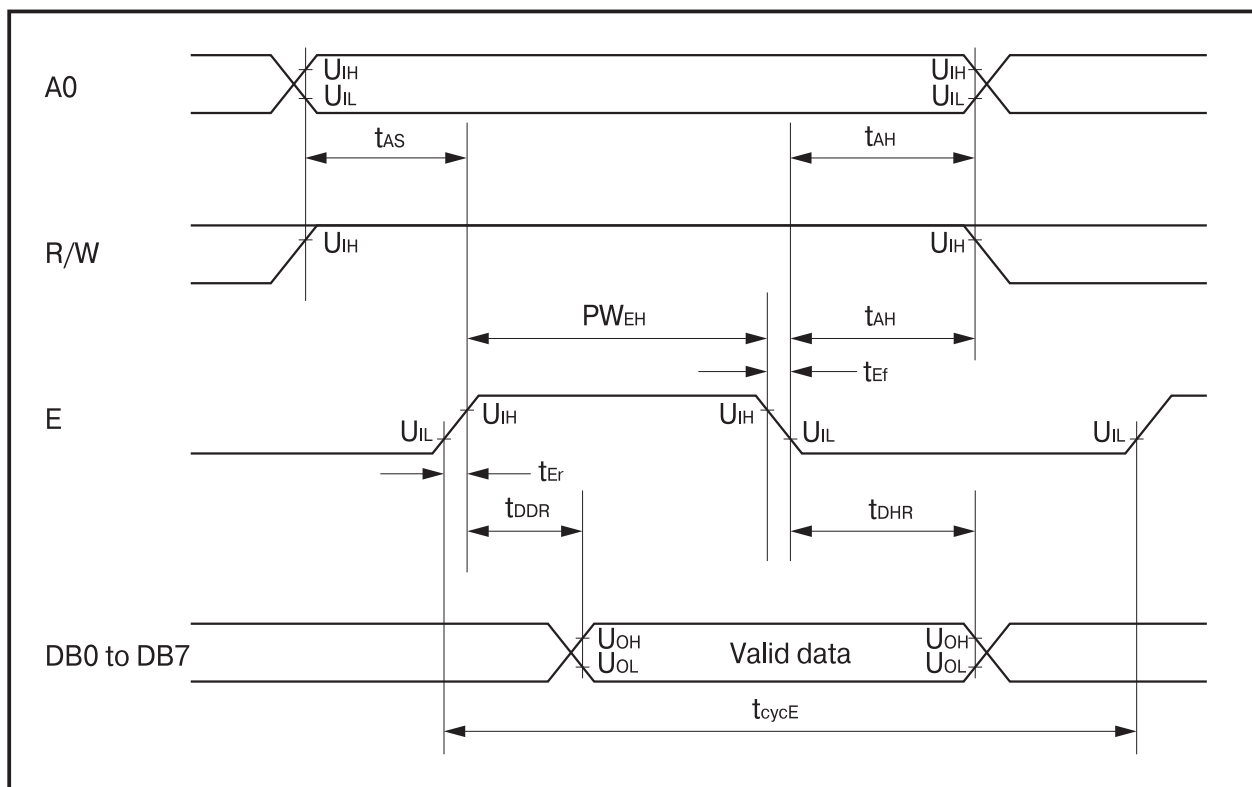 A0
UIH
UIL
UIH
UIL
tAS
tAH
R/W
UIH
UIH
PWEH
tAH
tEf
E
UIL
UIH
UIH
UIL
UIL
tEr
tDDR
tDHR
DB0 to DB7
UOH
UOL
Valid data
UOH
UOL
tcycE